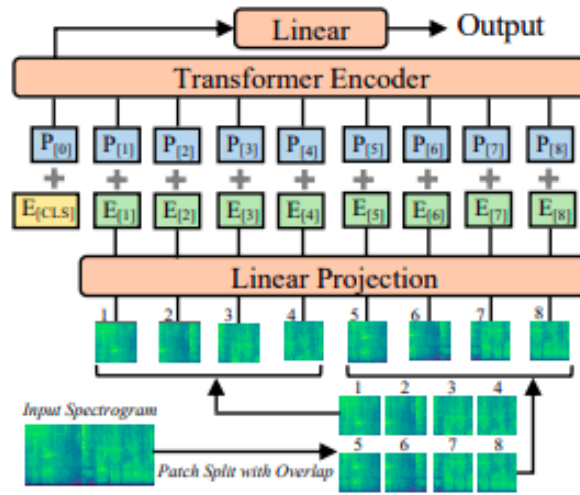 Linear Output
Transformer Encoder
P[0] P[1] P[2] P[3] P[4] P[5] P[6] P[7] P[8]
+ + + + + + + + +
E[CLS] E[1] E[2] E[3] E[4] E[5] E[6] E[7] E[8]
Linear Projection
1 2 3 4 5 6 7 8
Input Spectrogram
1 2 3 4
5 6 7 8
Patch Split with Overlap